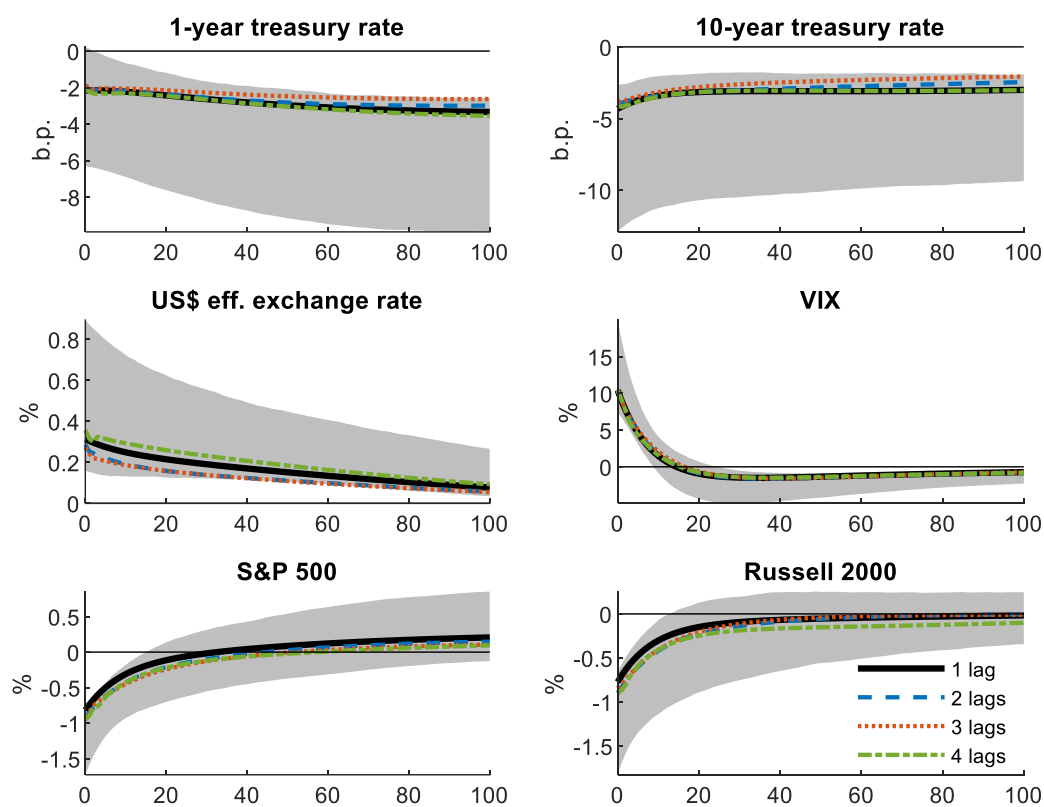 1-year treasury rate
10-year treasury rate
0
-2
-4
-6
-8
b.p.
0 20 40 60 80 100
0
-5
-10
b.p.
0 20 40 60 80 100
US$ eff. exchange rate
VIX
0.8
0.6
0.4
0.2
0
%
0 20 40 60 80 100
15
10
5
0
%
0 20 40 60 80 100
S&P 500
Russell 2000
0.5
0
-0.5
-1
-1.5
%
0 20 40 60 80 100
0
-0.5
-1
-1.5
%
1 lag
2 lags
3 lags
4 lags
0 20 40 60 80 100